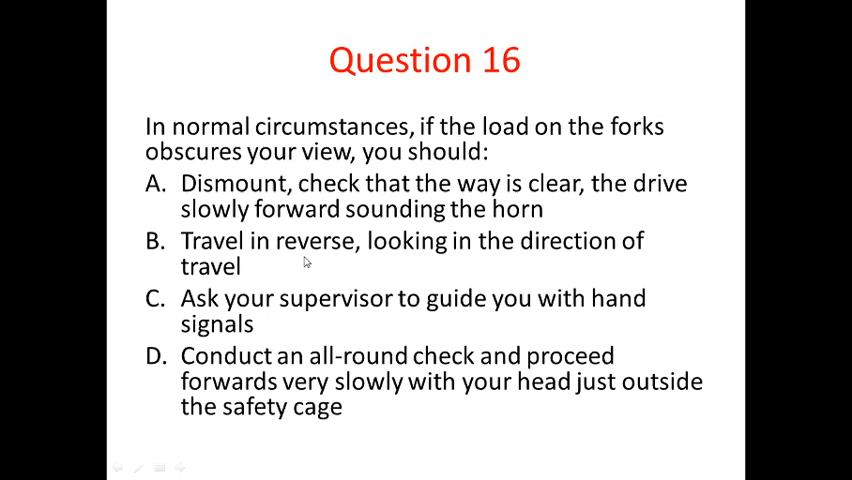 Question 16
In normal circumstances, if the load on the forks
obscures your view, you should:
A. Dismount, check that the way is clear, the drive
slowly forward sounding the horn
B. Travel in reverse, looking in the direction of
travel
C. Ask your supervisor to guide you with hand
signals
D. Conduct an all-round check and proceed
forwards very slowly with your head just outside
the safety cage